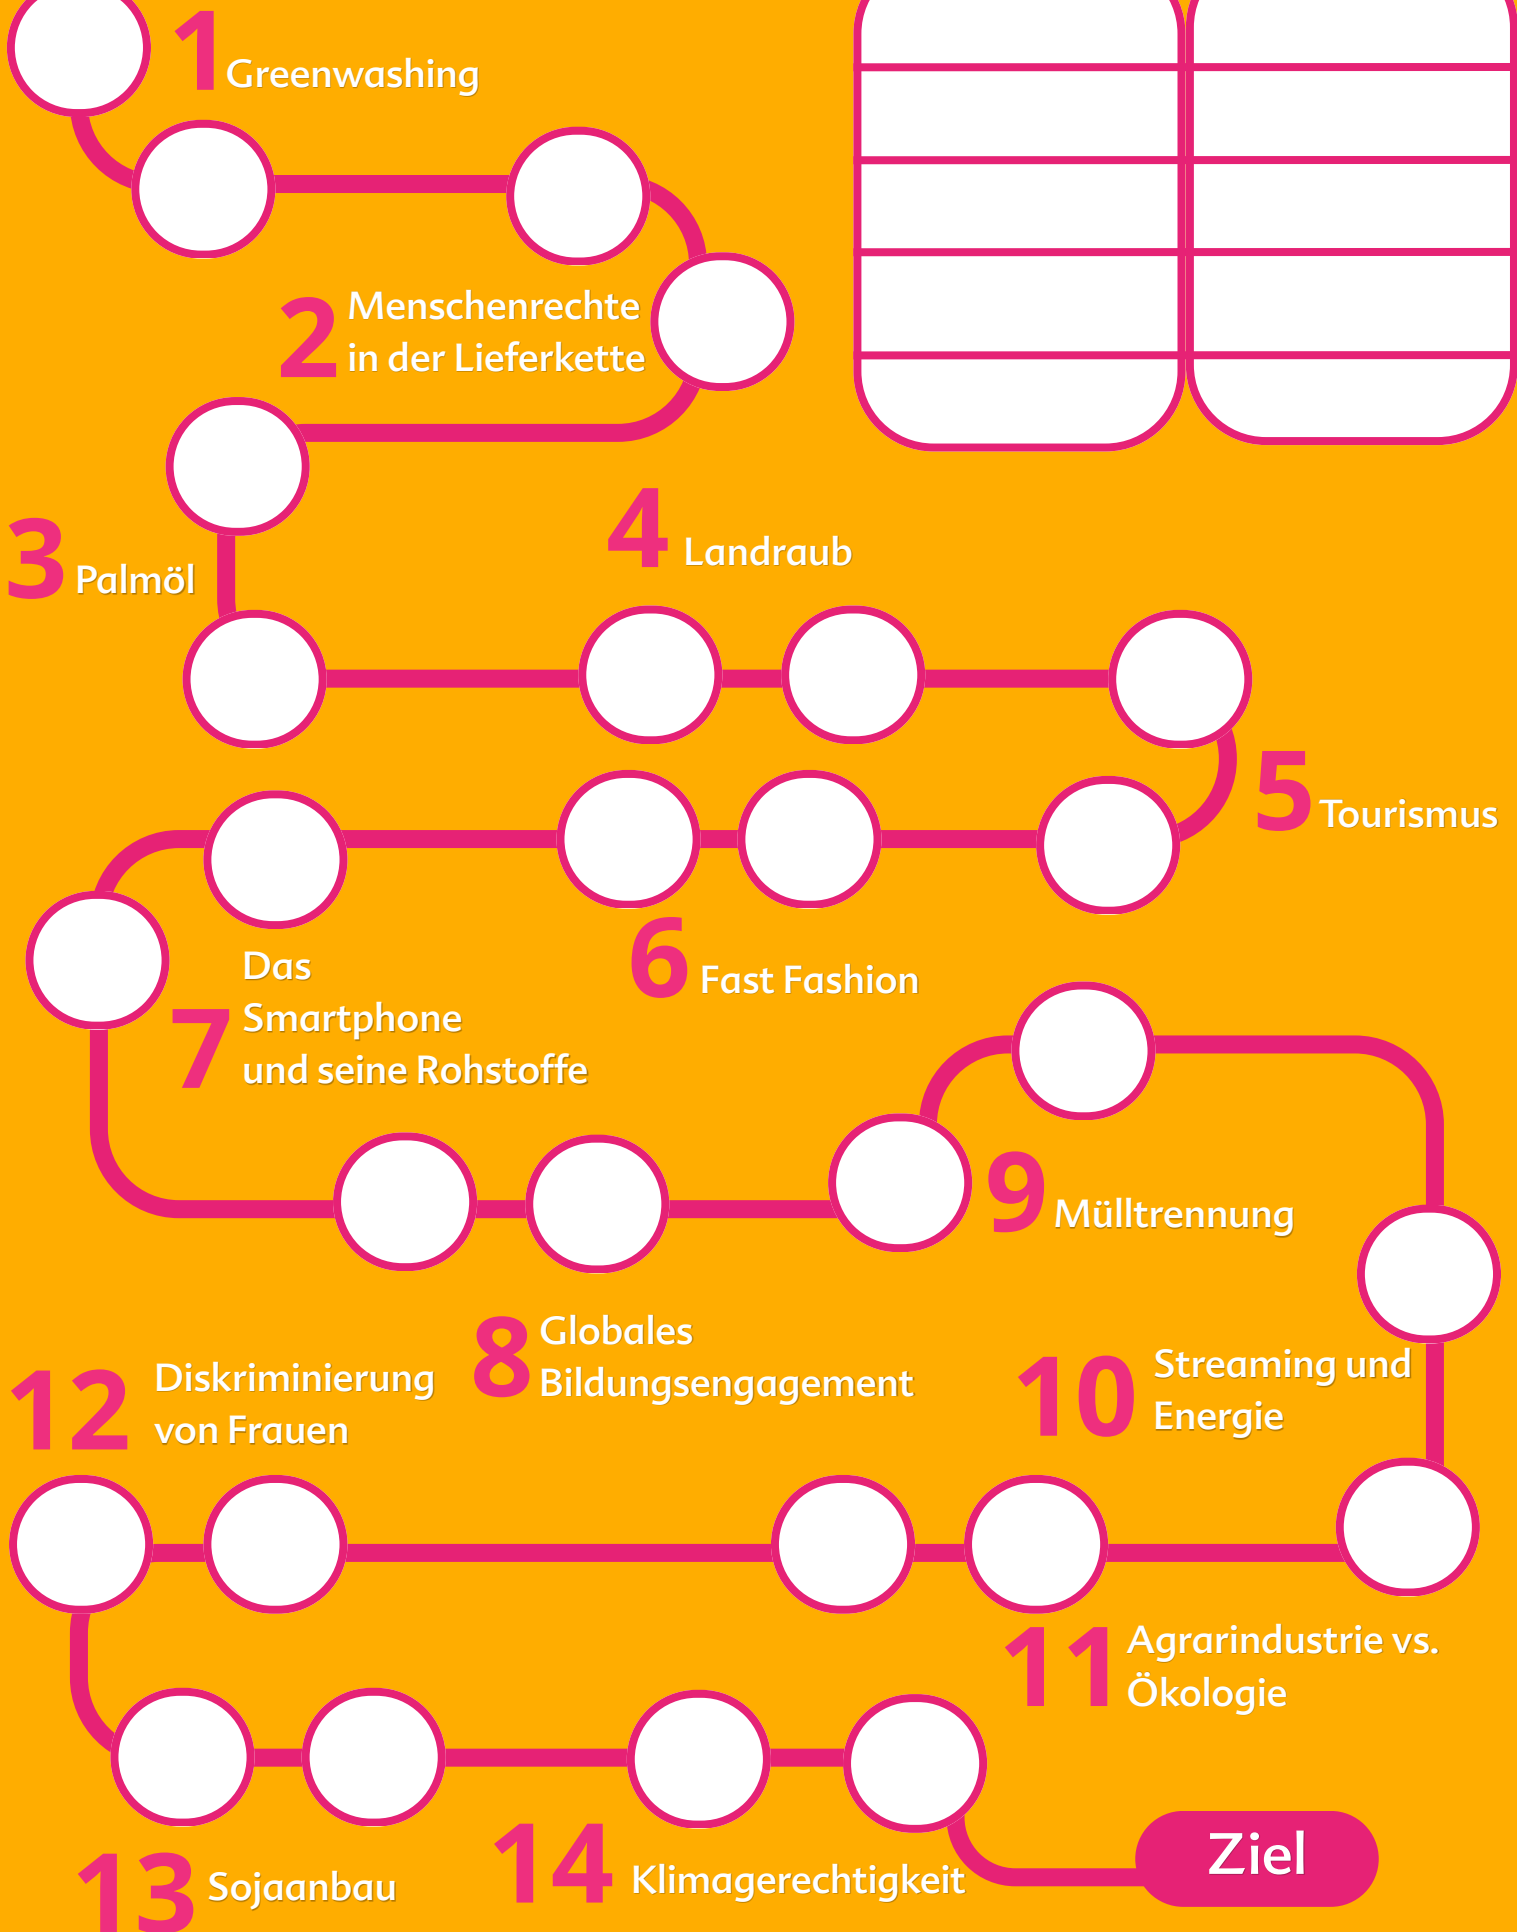 1 Greenwashing
2 Menschenrechte
in der Lieferkette
3 Palmöl
4 Landraub
5 Tourismus
6 Fast Fashion
7 Das
Smartphone
und seine Rohstoffe
8 Globales
Bildungsengagement
9 Mülltrennung
10 Streaming und
Energie
11 Agrarindustrie vs.
Ökologie
12 Diskriminierung
von Frauen
13 Sojaanbau
14 Klimagerechtigkeit
Ziel